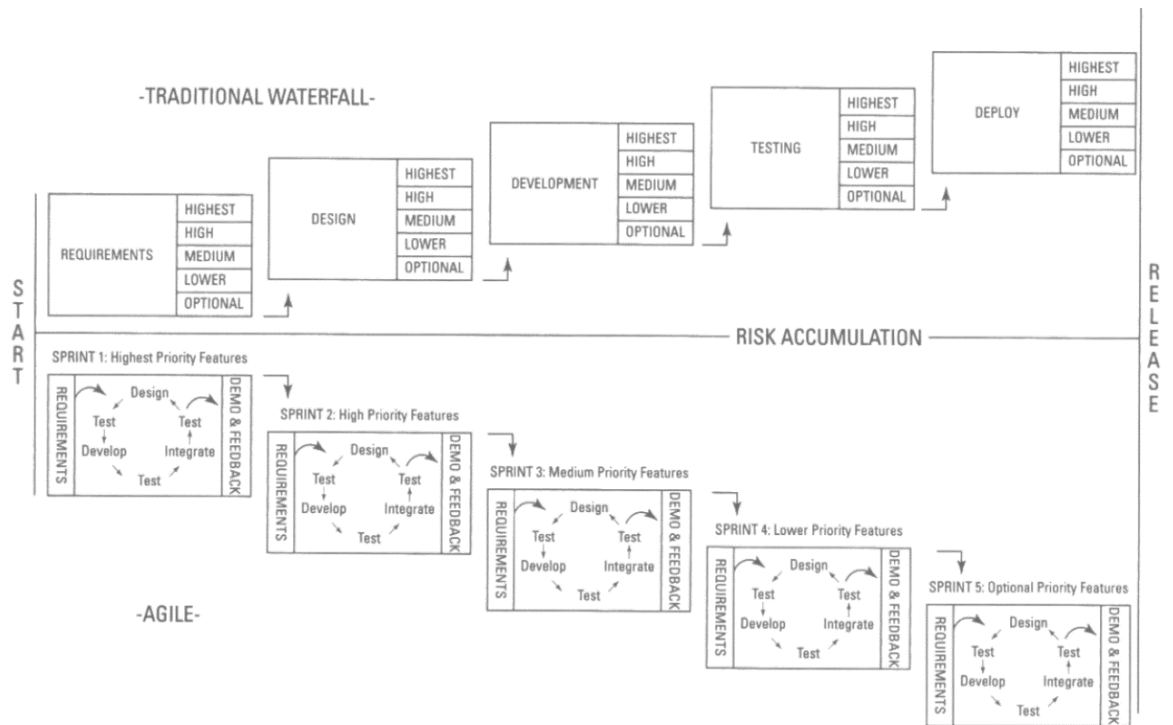 -TRADITIONAL WATERFALL-
REQUIREMENTS
HIGHEST
HIGH
MEDIUM
LOWER
OPTIONAL
DESIGN
HIGHEST
HIGH
MEDIUM
LOWER
OPTIONAL
DEVELOPMENT
HIGHEST
HIGH
MEDIUM
LOWER
OPTIONAL
TESTING
HIGHEST
HIGH
MEDIUM
LOWER
OPTIONAL
DEPLOY
HIGHEST
HIGH
MEDIUM
LOWER
OPTIONAL
START
RISK ACCUMULATION
RELEASE
SPRINT 1: Highest Priority Features
REQUIREMENTS
Design
Test
Test
Develop
Integrate
Test
DEMO & FEEDBACK
SPRINT 2: High Priority Features
REQUIREMENTS
Design
Test
Test
Develop
Integrate
Test
DEMO & FEEDBACK
SPRINT 3: Medium Priority Features
REQUIREMENTS
Design
Test
Test
Develop
Integrate
Test
DEMO & FEEDBACK
SPRINT 4: Lower Priority Features
REQUIREMENTS
Design
Test
Test
Develop
Integrate
Test
DEMO & FEEDBACK
SPRINT 5: Optional Priority Features
REQUIREMENTS
Design
Test
Test
Develop
Integrate
Test
DEMO & FEEDBACK
-AGILE-